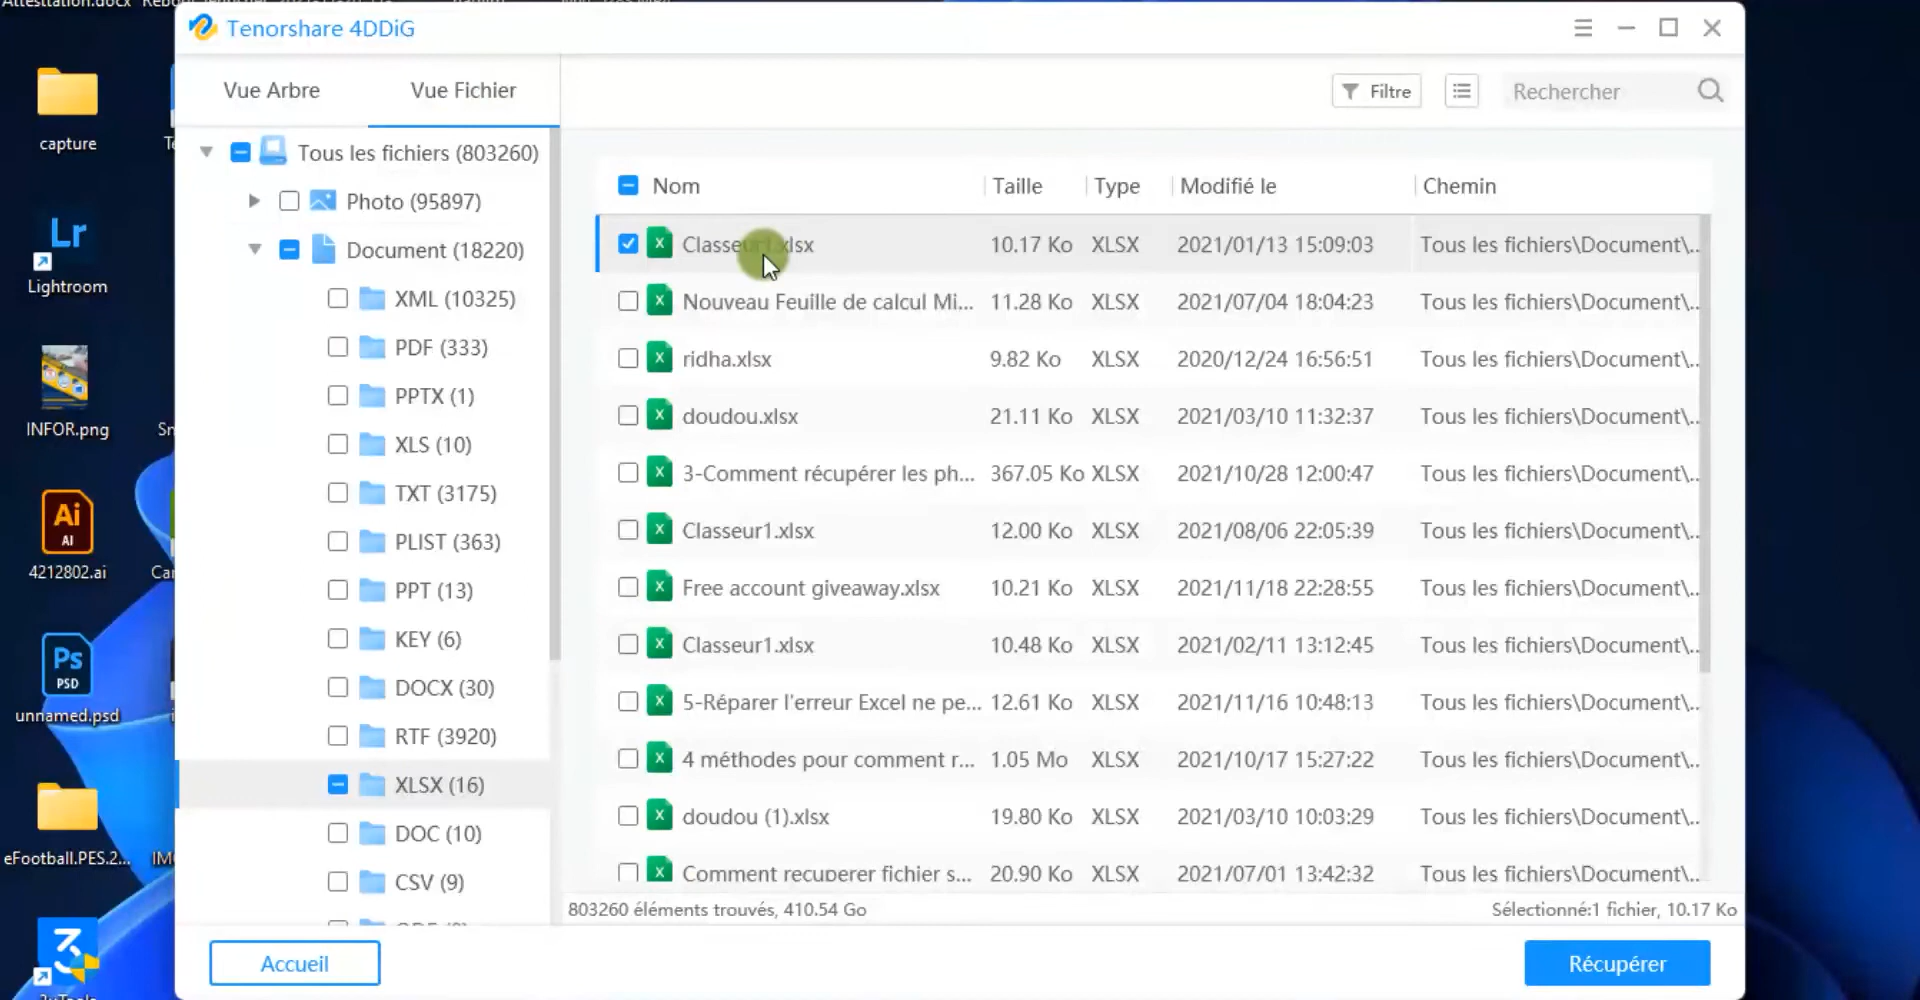 Attestation.docx
Tenorshare 4DDiG
Vue Arbre
Vue Fichier
Filtre
Rechercher
Tous les fichiers (803260)
Photo (95897)
Document (18220)
XML (10325)
PDF (333)
PPTX (1)
XLS (10)
TXT (3175)
PLIST (363)
PPT (13)
KEY (6)
DOCX (30)
RTF (3920)
XLSX (16)
DOC (10)
CSV (9)
Nom Taille Type Modifié le Chemin
Classeur1.xlsx 10.17 Ko XLSX 2021/01/13 15:09:03 Tous les fichiers\Document\..
Nouveau Feuille de calcul Mi... 11.28 Ko XLSX 2021/07/04 18:04:23 Tous les fichiers\Document\..
ridha.xlsx 9.82 Ko XLSX 2020/12/24 16:56:51 Tous les fichiers\Document\..
doudou.xlsx 21.11 Ko XLSX 2021/03/10 11:32:37 Tous les fichiers\Document\..
3-Comment récupérer les ph... 367.05 Ko XLSX 2021/10/28 12:00:47 Tous les fichiers\Document\..
Classeur1.xlsx 12.00 Ko XLSX 2021/08/06 22:05:39 Tous les fichiers\Document\..
Free account giveaway.xlsx 10.21 Ko XLSX 2021/11/18 22:28:55 Tous les fichiers\Document\..
Classeur1.xlsx 10.48 Ko XLSX 2021/02/11 13:12:45 Tous les fichiers\Document\..
5-Réparer l'erreur Excel ne pe... 12.61 Ko XLSX 2021/11/16 10:48:13 Tous les fichiers\Document\..
4 méthodes pour comment r... 1.05 Mo XLSX 2021/10/17 15:27:22 Tous les fichiers\Document\..
doudou (1).xlsx 19.80 Ko XLSX 2021/03/10 10:03:29 Tous les fichiers\Document\..
Comment recuperer fichier s... 20.90 Ko XLSX 2021/07/01 13:42:32 Tous les fichiers\Document\..
803260 éléments trouvés, 410.54 Go
Sélectionné:1 fichier, 10.17 Ko
Accueil
Récupérer
capture
Lr
Lightroom
INFOR.png
Ai
AI
4212802.ai
Ps
PSD
unnamed.psd
eFootball.PES.2...
3